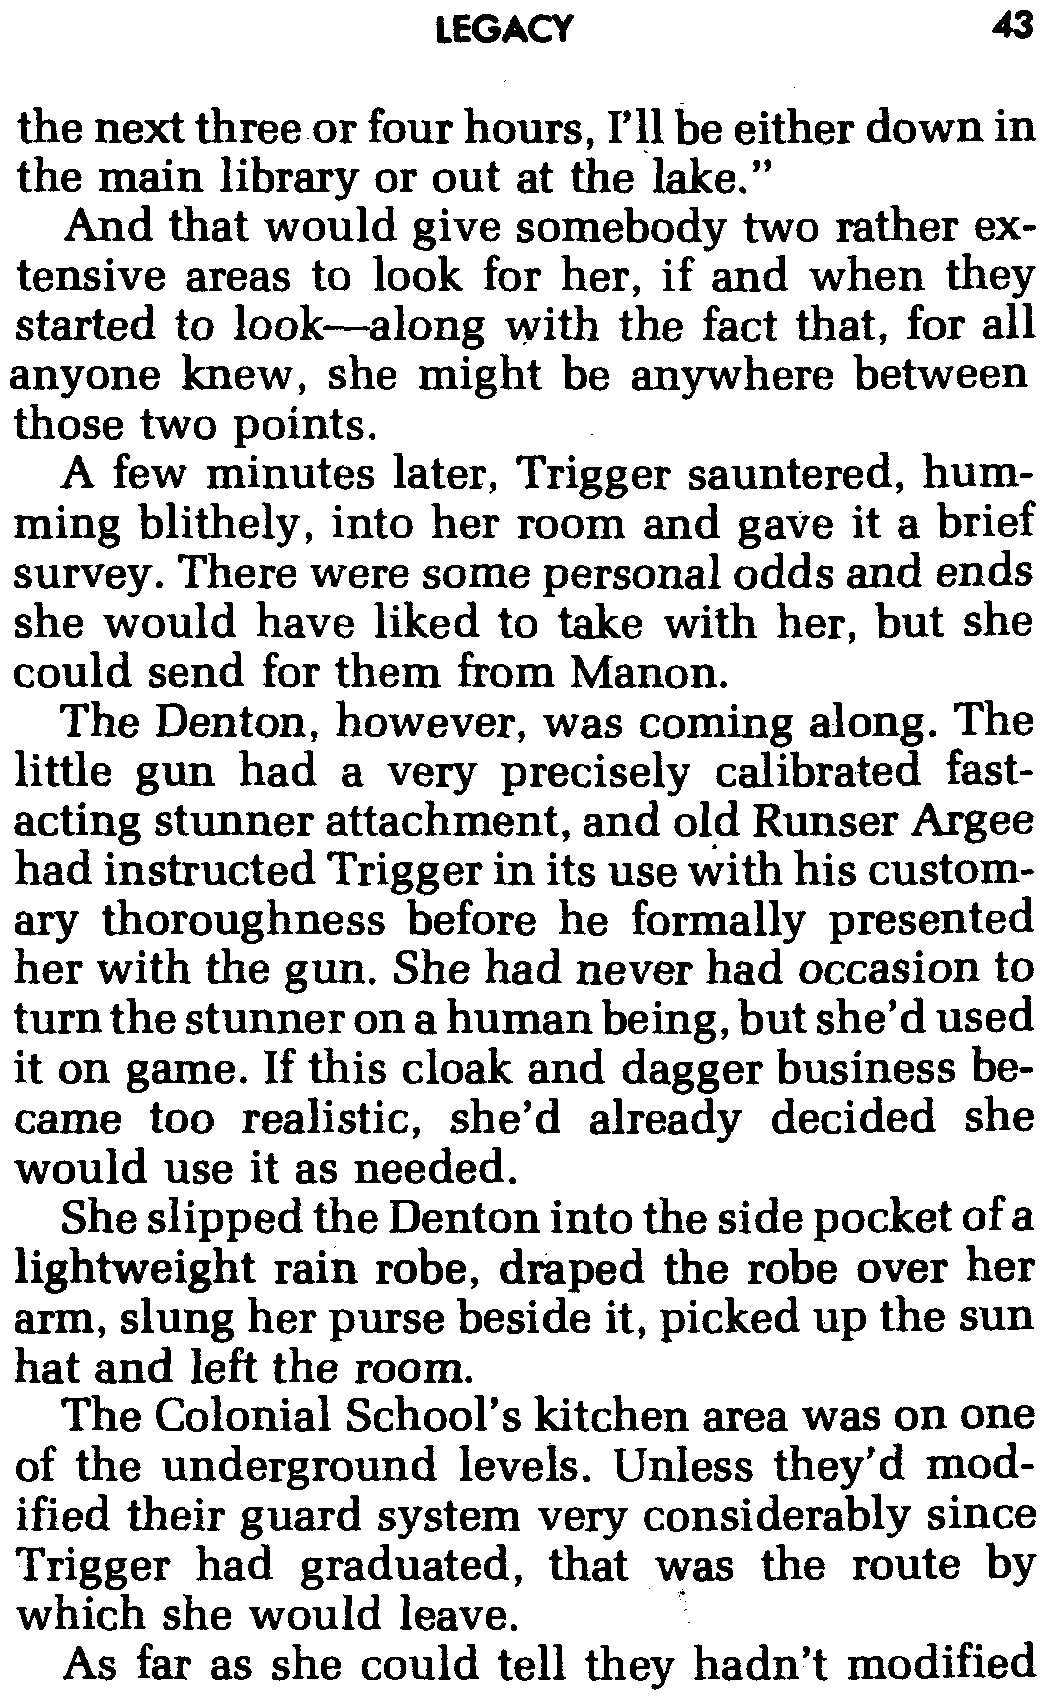 LEGACY 43
the next three or four hours, I'll be either down in
the main library or out at the lake."
And that would give somebody two rather ex-
tensive areas to look for her, if and when they
started to look—along with the fact that, for all
anyone knew, she might be anywhere between
those two points.
A few minutes later, Trigger sauntered, hum-
ming blithely, into her room and gave it a brief
survey. There were some personal odds and ends
she would have liked to take with her, but she
could send for them from Manon.
The Denton, however, was coming along. The
little gun had a very precisely calibrated fast-
acting stunner attachment, and old Runser Argee
had instructed Trigger in its use with his custom-
ary thoroughness before he formally presented
her with the gun. She had never had occasion to
turn the stunner on a human being, but she'd used
it on game. If this cloak and dagger business be-
came too realistic, she'd already decided she
would use it as needed.
She slipped the Denton into the side pocket of a
lightweight rain robe, draped the robe over her
arm, slung her purse beside it, picked up the sun
hat and left the room.
The Colonial School's kitchen area was on one
of the underground levels. Unless they'd mod-
ified their guard system very considerably since
Trigger had graduated, that was the route by
which she would leave.
As far as she could tell they hadn't modified